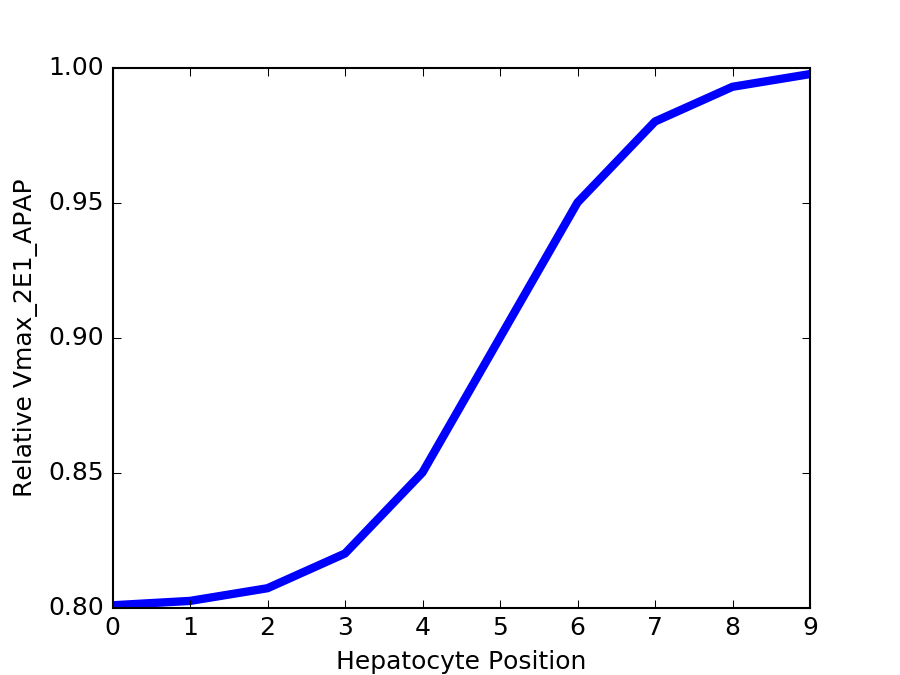 1.00
0.95
0.90
0.85
0.80
Relative Vmax_2E1_APAP
0 1 2 3 4 5 6 7 8 9
Hepatocyte Position